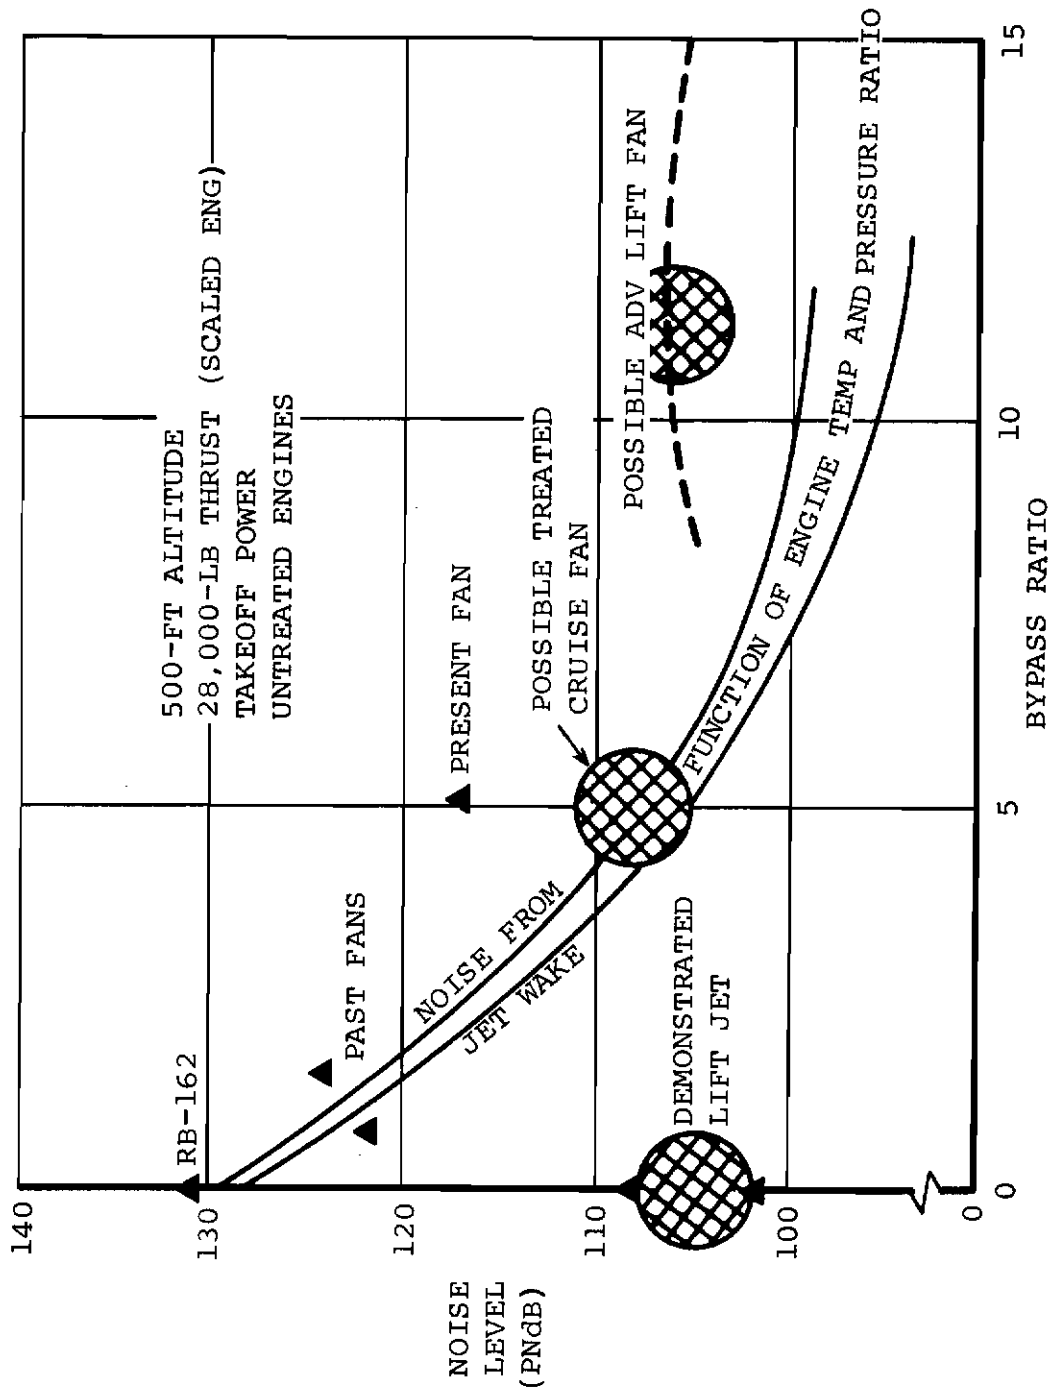 140
130
120
110
100
0
NOISE
LEVEL
(PNdB)
RB-162
PAST FANS
500-FT ALTITUDE
28,000-LB THRUST (SCALED ENG)
TAKEOFF POWER
UNTREATED ENGINES
PRESENT FAN
NOISE FROM
JET WAKE
POSSIBLE TREATED
CRUISE FAN
POSSIBLE ADV LIFT FAN
DEMONSTRATED
LIFT JET
FUNCTION OF ENGINE TEMP AND PRESSURE RATIO
0
5
10
15
BYPASS RATIO